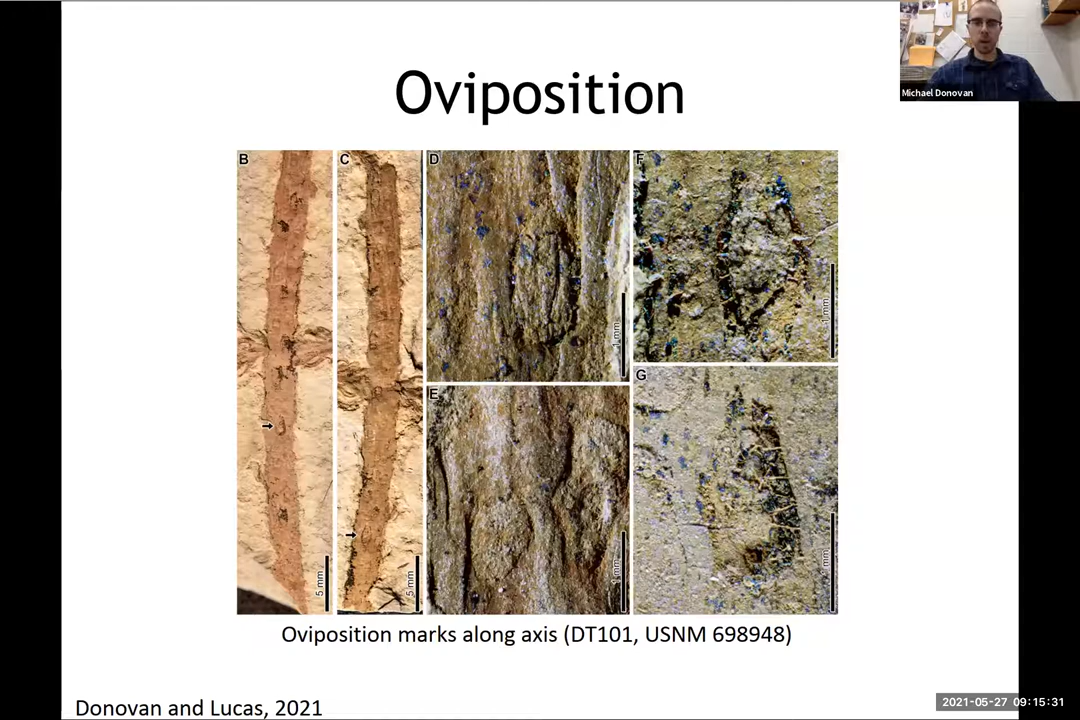 Oviposition
Michael Donovan
B
C
D
F
E
G
5 mm
5 mm
1 mm
1 mm
1 mm
1 mm
Oviposition marks along axis (DT101, USNM 698948)
Donovan and Lucas, 2021
2021-05-27 09:15:31